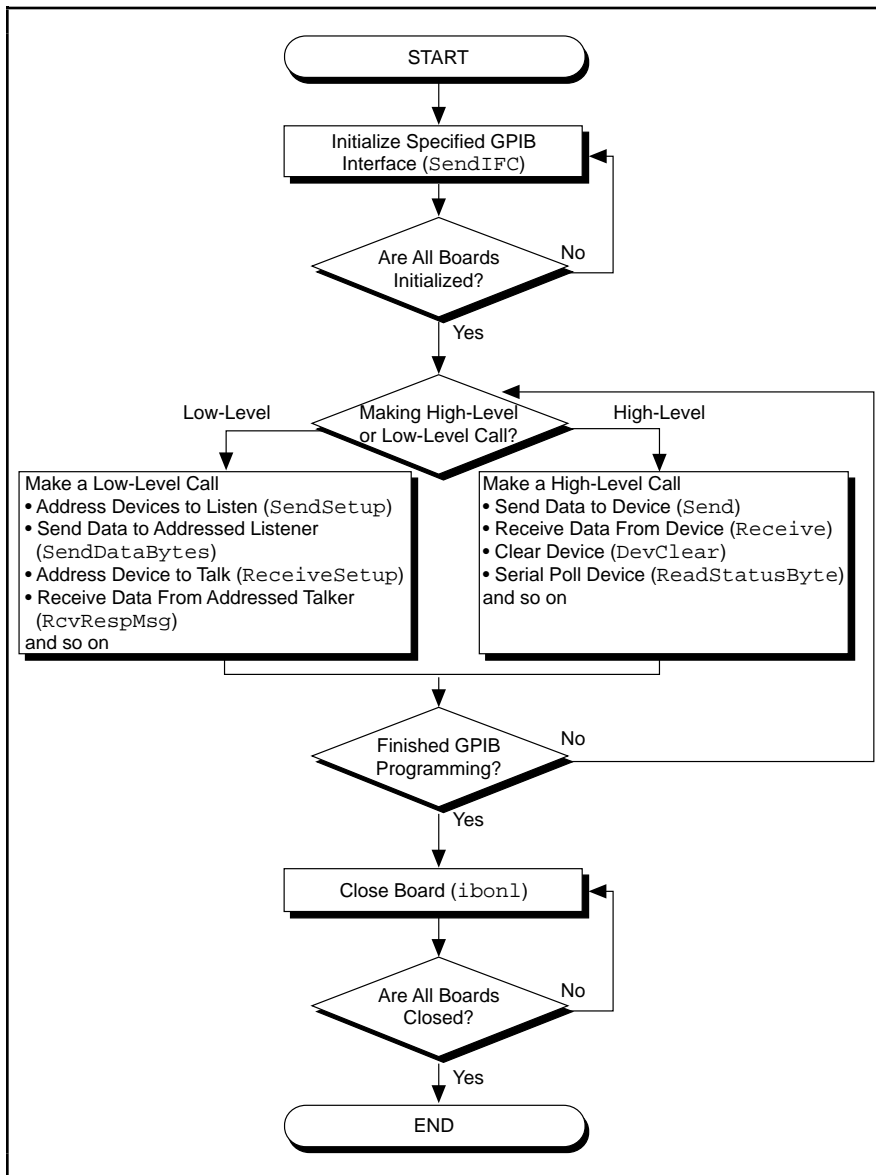 START
Initialize Specified GPIB
Interface (SendIFC)
Are All Boards
Initialized?
No
Yes
Making High-Level
or Low-Level Call?
Low-Level
High-Level
Make a Low-Level Call
• Address Devices to Listen (SendSetup)
• Send Data to Addressed Listener
(SendDataBytes)
• Address Device to Talk (ReceiveSetup)
• Receive Data From Addressed Talker
(RcvRespMsg)
and so on
Make a High-Level Call
• Send Data to Device (Send)
• Receive Data From Device (Receive)
• Clear Device (DevClear)
• Serial Poll Device (ReadStatusByte)
and so on
Finished GPIB
Programming?
No
Yes
Close Board (ibonl)
Are All Boards
Closed?
No
Yes
END